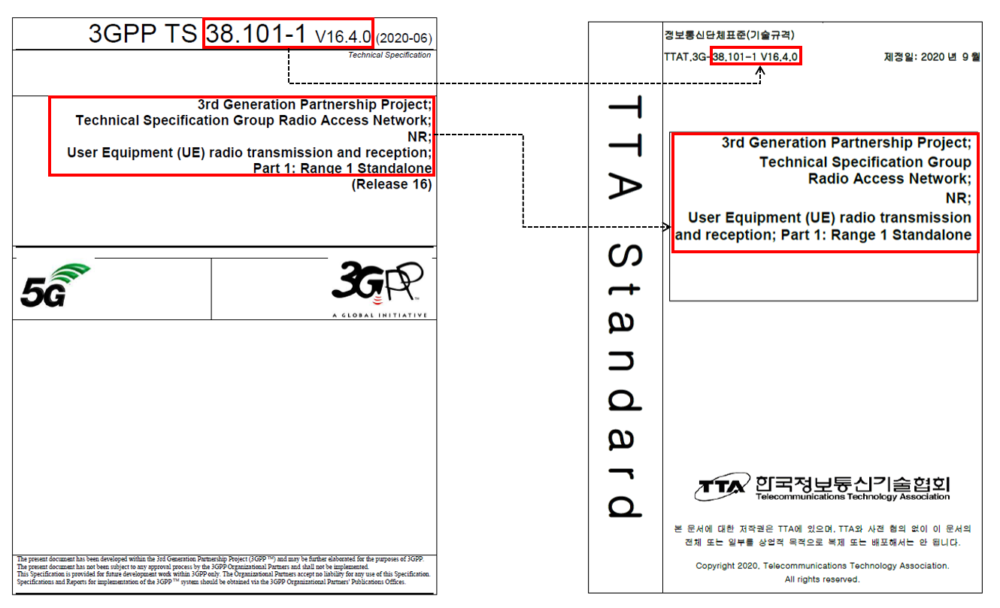 3GPP TS 38.101-1 V16.4.0 (2020-06)
Technical Specification
3rd Generation Partnership Project;
Technical Specification Group Radio Access Network;
NR;
User Equipment (UE) radio transmission and reception;
Part 1: Range 1 Standalone
(Release 16)
5G
3GPP™
A GLOBAL INITIATIVE
The present document has been developed within the 3rd Generation Partnership Project (3GPP ™) and may be further elaborated for the purposes of 3GPP.
The present document has not been subject to any approval process by the 3GPP Organizational Partners and shall not be implemented.
This Specification is provided for future development work within 3GPP only. The Organizational Partners accept no liability for any use of this Specification.
Specifications and Reports for implementation of the 3GPP ™ system should be obtained via the 3GPP Organizational Partners' Publications Offices.
TTA Standard
정보통신단체표준(기술규격)
TTAT.3G-38.101-1 V16.4.0
제정일: 2020 년 9 월
3rd Generation Partnership Project;
Technical Specification Group
Radio Access Network;
NR;
User Equipment (UE) radio transmission
and reception; Part 1: Range 1 Standalone
TTA 한국정보통신기술협회
Telecommunications Technology Association
본 문서에 대한 저작권은 TTA에 있으며, TTA와 사전 협의 없이 이 문서의
전체 또는 일부를 상업적 목적으로 복제 또는 배포해서는 안 됩니다.
Copyright 2020, Telecommunications Technology Association.
All rights reserved.